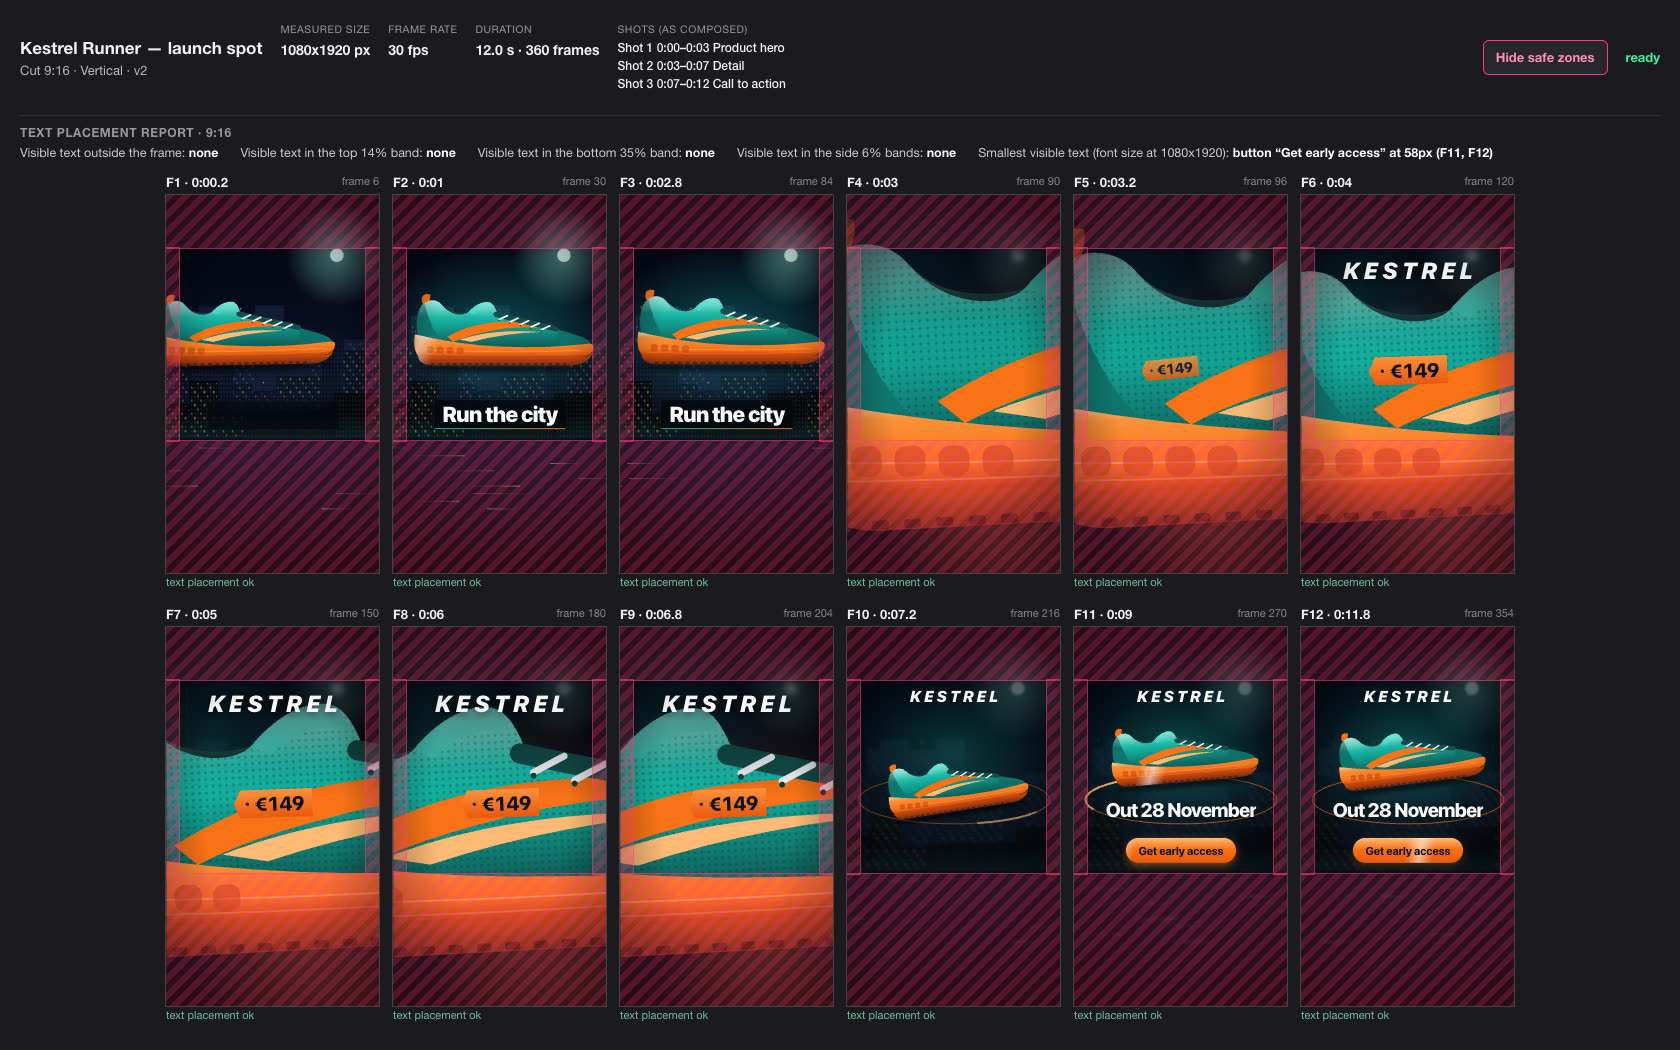 Kestrel Runner — launch spot
Cut 9:16 · Vertical · v2
MEASURED SIZE
1080x1920 px
FRAME RATE
30 fps
DURATION
12.0 s · 360 frames
SHOTS (AS COMPOSED)
Shot 1 0:00–0:03 Product hero
Shot 2 0:03–0:07 Detail
Shot 3 0:07–0:12 Call to action
Hide safe zones
ready
TEXT PLACEMENT REPORT · 9:16
Visible text outside the frame: none Visible text in the top 14% band: none Visible text in the bottom 35% band: none Visible text in the side 6% bands: none Smallest visible text (font size at 1080x1920): button “Get early access” at 58px (F11, F12)
F1 · 0:00.2 frame 6
text placement ok
F2 · 0:01 frame 30
Run the city
text placement ok
F3 · 0:02.8 frame 84
Run the city
text placement ok
F4 · 0:03 frame 90
text placement ok
F5 · 0:03.2 frame 96
· €149
text placement ok
F6 · 0:04 frame 120
KESTREL
· €149
text placement ok
F7 · 0:05 frame 150
KESTREL
· €149
text placement ok
F8 · 0:06 frame 180
KESTREL
· €149
text placement ok
F9 · 0:06.8 frame 204
KESTREL
· €149
text placement ok
F10 · 0:07.2 frame 216
KESTREL
text placement ok
F11 · 0:09 frame 270
KESTREL
Out 28 November
Get early access
text placement ok
F12 · 0:11.8 frame 354
KESTREL
Out 28 November
Get early access
text placement ok